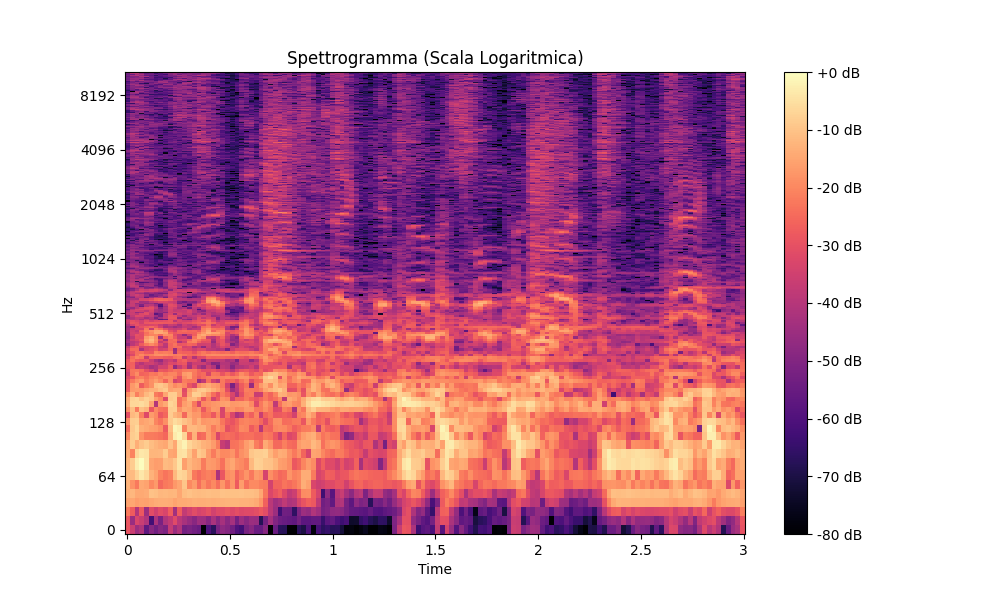 Spettrogramma (Scala Logaritmica)
Hz
8192
4096
2048
1024
512
256
128
64
0
0
0.5
1
1.5
2
2.5
3
Time
+0 dB
-10 dB
-20 dB
-30 dB
-40 dB
-50 dB
-60 dB
-70 dB
-80 dB